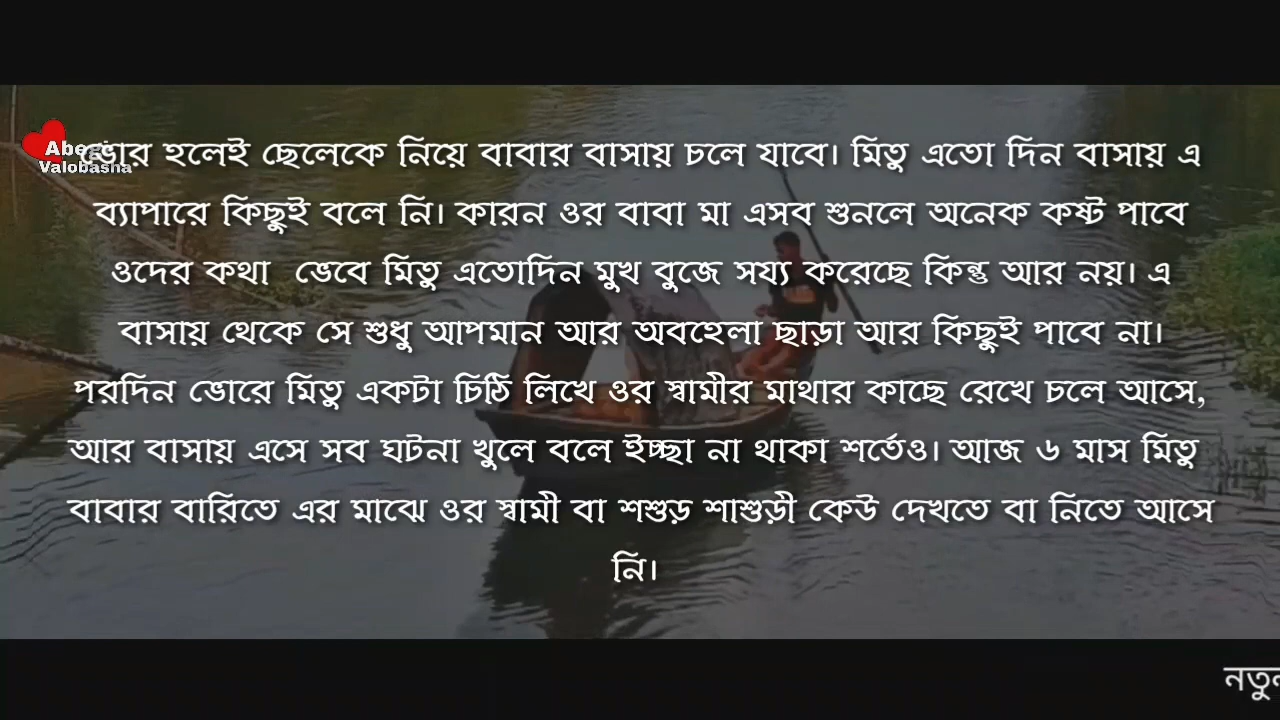 Abegi
Valobasha
ভোর হলেই ছেলেকে নিয়ে বাবার বাসায় চলে যাবে। মিতু এতো দিন বাসায় এ
ব্যাপারে কিছুই বলে নি। কারন ওর বাবা মা এসব শুনলে অনেক কষ্ট পাবে
ওদের কথা ভেবে মিতু এতোদিন মুখ বুজে সয্য করেছে কিন্তু আর নয়। এ
বাসায় থেকে সে শুধু আপমান আর অবহেলা ছাড়া আর কিছুই পাবে না।
পরদিন ভোরে মিতু একটা চিঠি লিখে ওর স্বামীর মাথার কাছে রেখে চলে আসে,
আর বাসায় এসে সব ঘটনা খুলে বলে ইচ্ছা না থাকা শর্তেও। আজ ৬ মাস মিতু
বাবার বারিতে এর মাঝে ওর স্বামী বা শশুড় শাশুড়ী কেউ দেখতে বা নিতে আসে
নি।